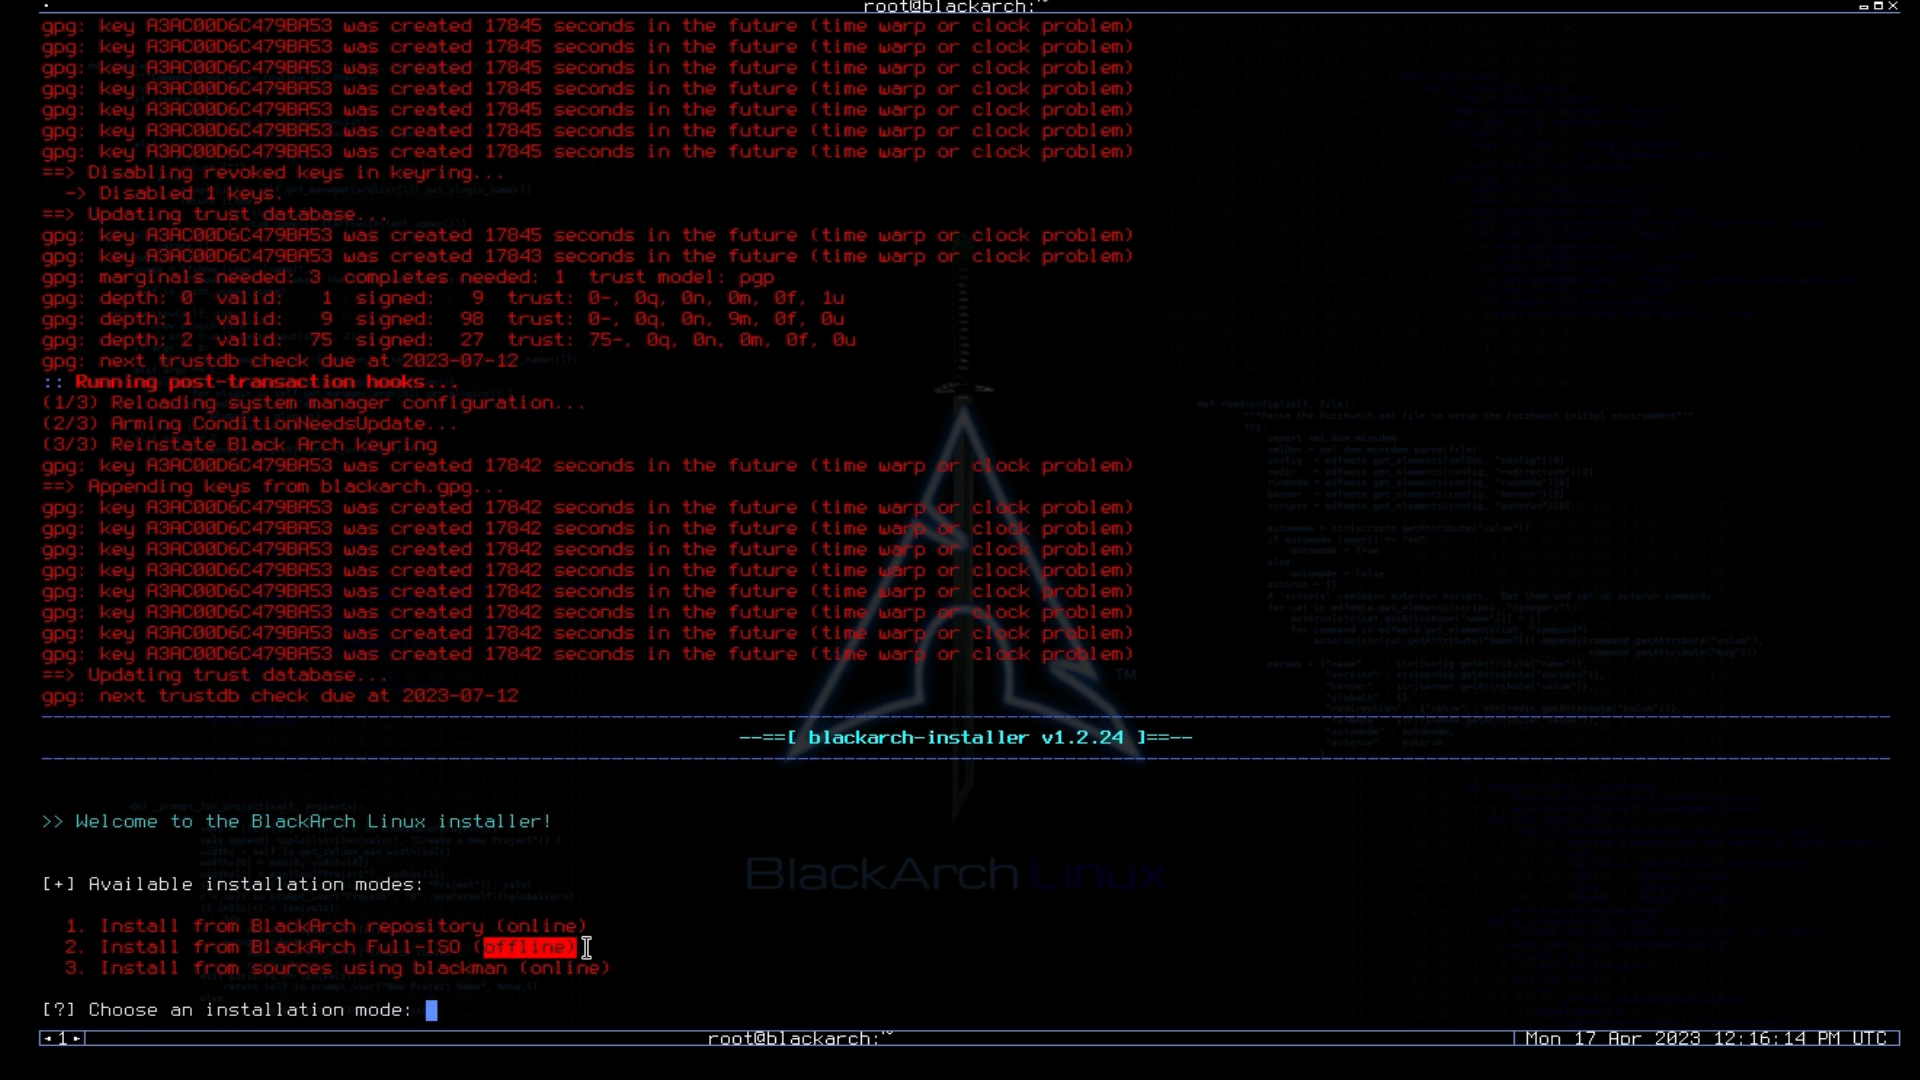 root@blackarch:~
gpg: key A3AC00D6C479BA53 was created 17845 seconds in the future (time warp or clock problem)
gpg: key A3AC00D6C479BA53 was created 17845 seconds in the future (time warp or clock problem)
gpg: key A3AC00D6C479BA53 was created 17845 seconds in the future (time warp or clock problem)
gpg: key A3AC00D6C479BA53 was created 17845 seconds in the future (time warp or clock problem)
gpg: key A3AC00D6C479BA53 was created 17845 seconds in the future (time warp or clock problem)
gpg: key A3AC00D6C479BA53 was created 17845 seconds in the future (time warp or clock problem)
gpg: key A3AC00D6C479BA53 was created 17845 seconds in the future (time warp or clock problem)
==> Disabling revoked keys in keyring...
-> Disabled 1 keys.
==> Updating trust database...
gpg: key A3AC00D6C479BA53 was created 17845 seconds in the future (time warp or clock problem)
gpg: key A3AC00D6C479BA53 was created 17843 seconds in the future (time warp or clock problem)
gpg: marginals needed: 3 completes needed: 1 trust model: pgp
gpg: depth: 0 valid: 1 signed: 9 trust: 0-, 0q, 0n, 0m, 0f, 1u
gpg: depth: 1 valid: 9 signed: 98 trust: 0-, 0q, 0n, 9m, 0f, 0u
gpg: depth: 2 valid: 75 signed: 27 trust: 75-, 0q, 0n, 0m, 0f, 0u
gpg: next trustdb check due at 2023-07-12
:: Running post-transaction hooks...
(1/3) Reloading system manager configuration...
(2/3) Arming ConditionNeedsUpdate...
(3/3) Reinstate Black Arch keyring
gpg: key A3AC00D6C479BA53 was created 17842 seconds in the future (time warp or clock problem)
==> Appending keys from blackarch.gpg...
gpg: key A3AC00D6C479BA53 was created 17842 seconds in the future (time warp or clock problem)
gpg: key A3AC00D6C479BA53 was created 17842 seconds in the future (time warp or clock problem)
gpg: key A3AC00D6C479BA53 was created 17842 seconds in the future (time warp or clock problem)
gpg: key A3AC00D6C479BA53 was created 17842 seconds in the future (time warp or clock problem)
gpg: key A3AC00D6C479BA53 was created 17842 seconds in the future (time warp or clock problem)
gpg: key A3AC00D6C479BA53 was created 17842 seconds in the future (time warp or clock problem)
gpg: key A3AC00D6C479BA53 was created 17842 seconds in the future (time warp or clock problem)
gpg: key A3AC00D6C479BA53 was created 17842 seconds in the future (time warp or clock problem)
==> Updating trust database...
gpg: next trustdb check due at 2023-07-12
TM
--==[ blackarch-installer v1.2.24 ]==--
>> Welcome to the BlackArch Linux installer!
BlackArch Linux
[+] Available installation modes:
1. Install from BlackArch repository (online)
2. Install from BlackArch Full-ISO (offline)
3. Install from sources using blackman (online)
[?] Choose an installation mode:
1
root@blackarch:~
Mon 17 Apr 2023 12:16:14 PM UTC